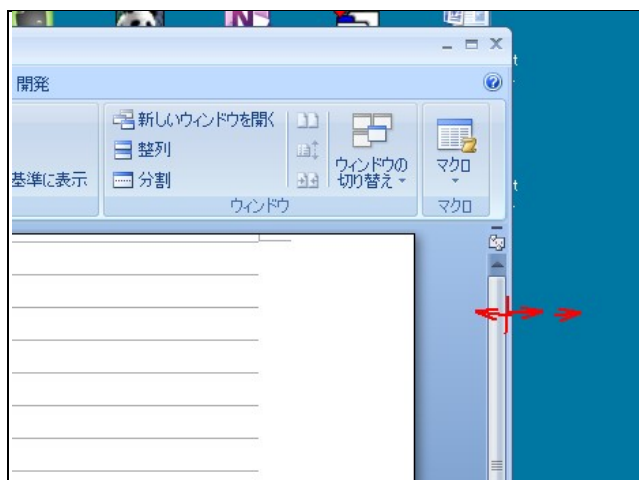 開発
新しいウィンドウを開く
整列
基準に表示
分割
ウィンドウの
切り替え
マクロ
ウィンドウ
マクロ